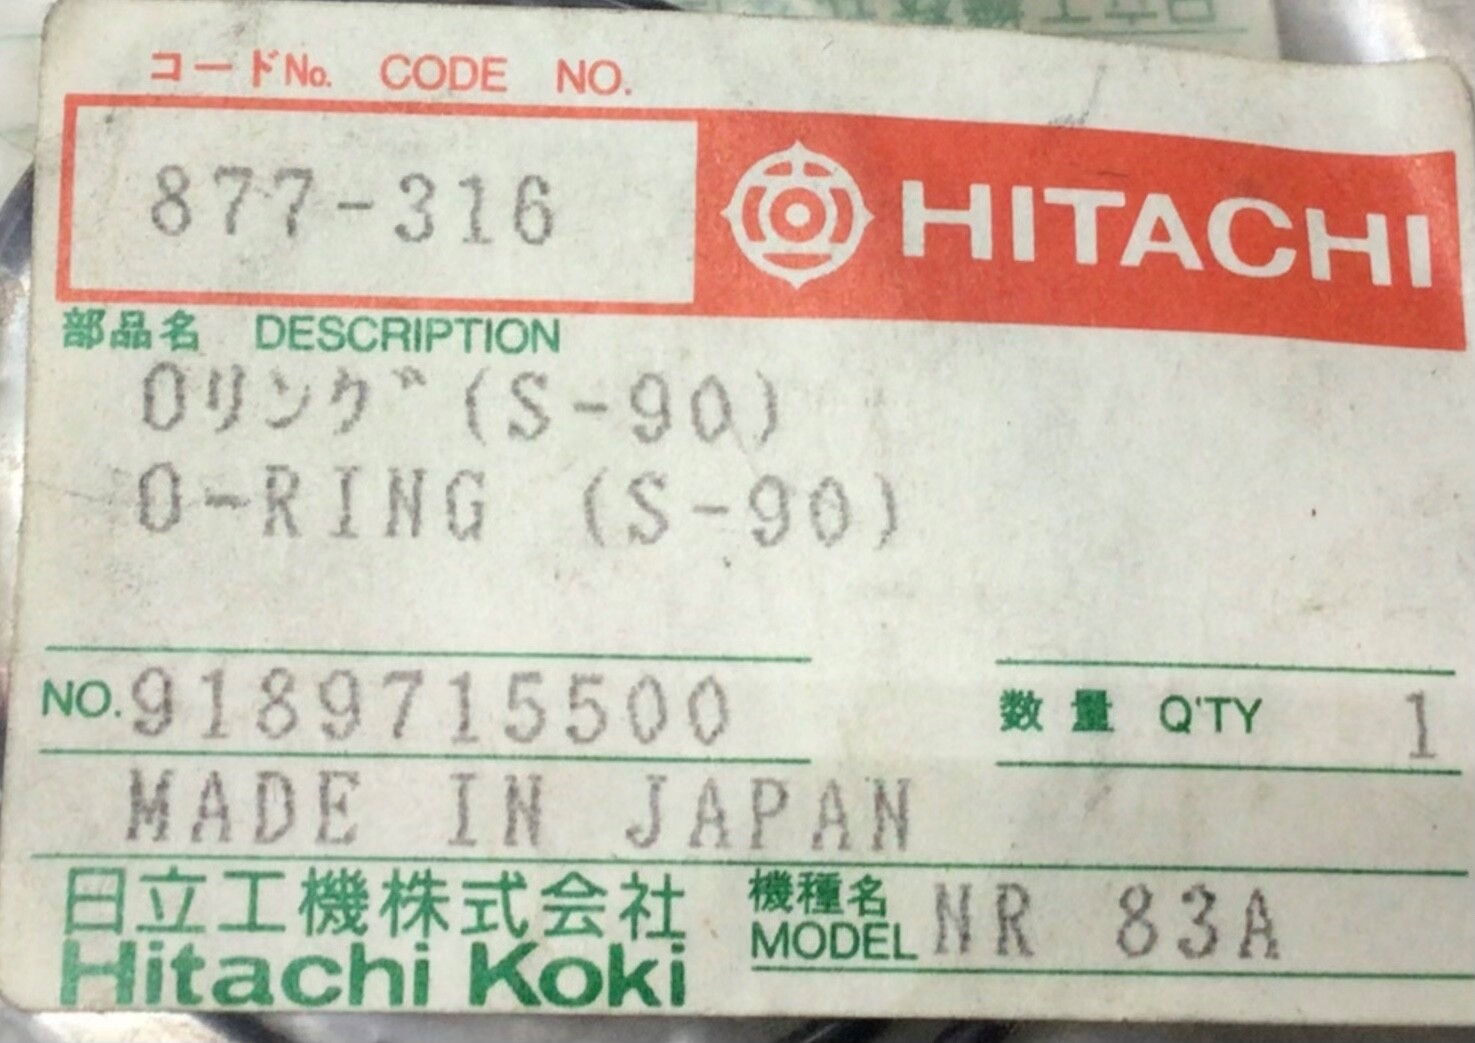 コードNo. CODE NO.
877-316
HITACHI
部品名 DESCRIPTION
Oリング(S-90)
O-RING (S-90)
NO. 9189715500
数量 Q'TY 1
MADE IN JAPAN
日立工機株式会社
Hitachi Koki
機種名
MODEL NR 83A